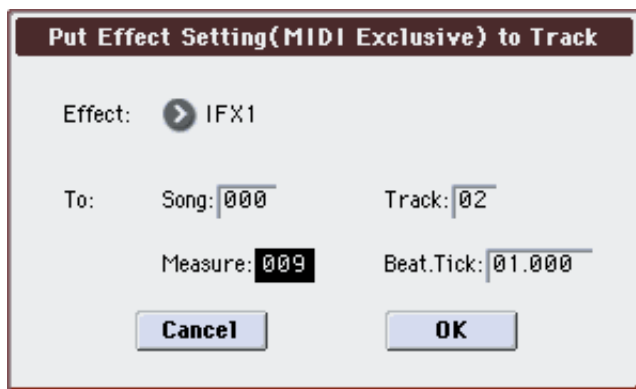 Put Effect Setting(MIDI Exclusive) to Track
Effect: IFX1
To: Song: 000 Track: 02
Measure: 009 Beat.Tick: 01.000
Cancel OK